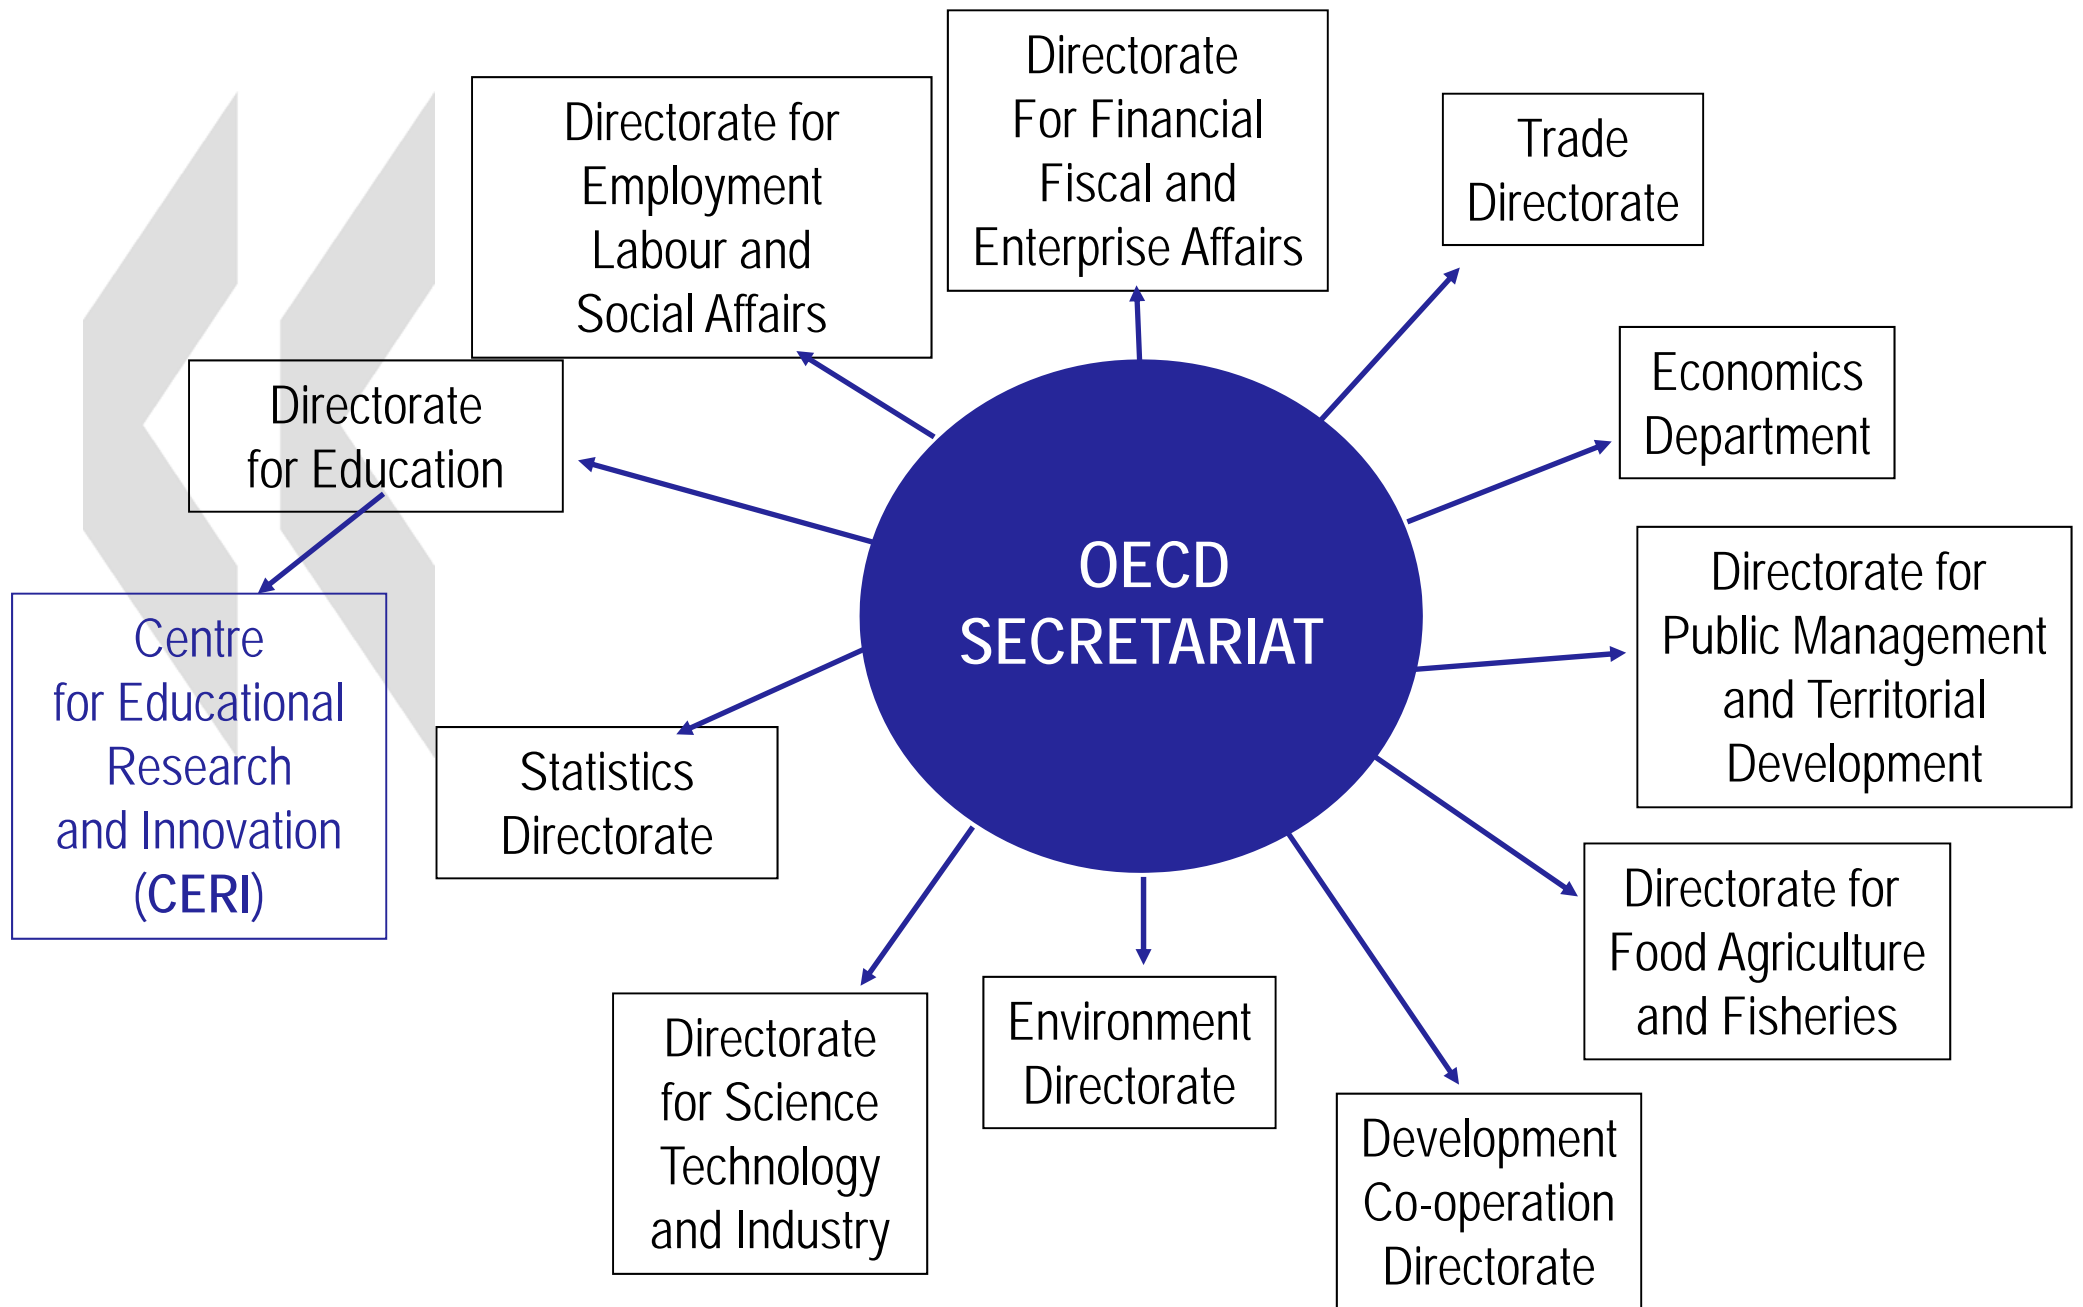 Directorate
For Financial
Fiscal and
Enterprise Affairs
Directorate for
Employment
Labour and
Social Affairs
Trade
Directorate
Directorate
for Education
Economics
Department
OECD
SECRETARIAT
Directorate for
Public Management
and Territorial
Development
Centre
for Educational
Research
and Innovation
(CERI)
Statistics
Directorate
Directorate for
Food Agriculture
and Fisheries
Directorate
for Science
Technology
and Industry
Environment
Directorate
Development
Co-operation
Directorate